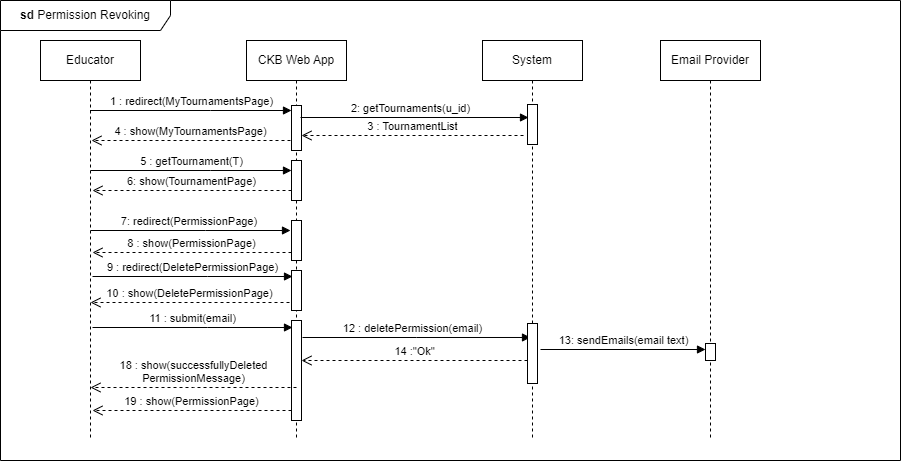 sd Permission Revoking
Educator
CKB Web App
System
Email Provider
1 : redirect(MyTournamentsPage)
2: getTournaments(u_id)
3 : TournamentList
4 : show(MyTournamentsPage)
5 : getTournament(T)
6: show(TournamentPage)
7: redirect(PermissionPage)
8 : show(PermissionPage)
9 : redirect(DeletePermissionPage)
10 : show(DeletePermissionPage)
11 : submit(email)
12 : deletePermission(email)
13: sendEmails(email text)
14 :"Ok"
18 : show(successfullyDeleted
PermissionMessage)
19 : show(PermissionPage)